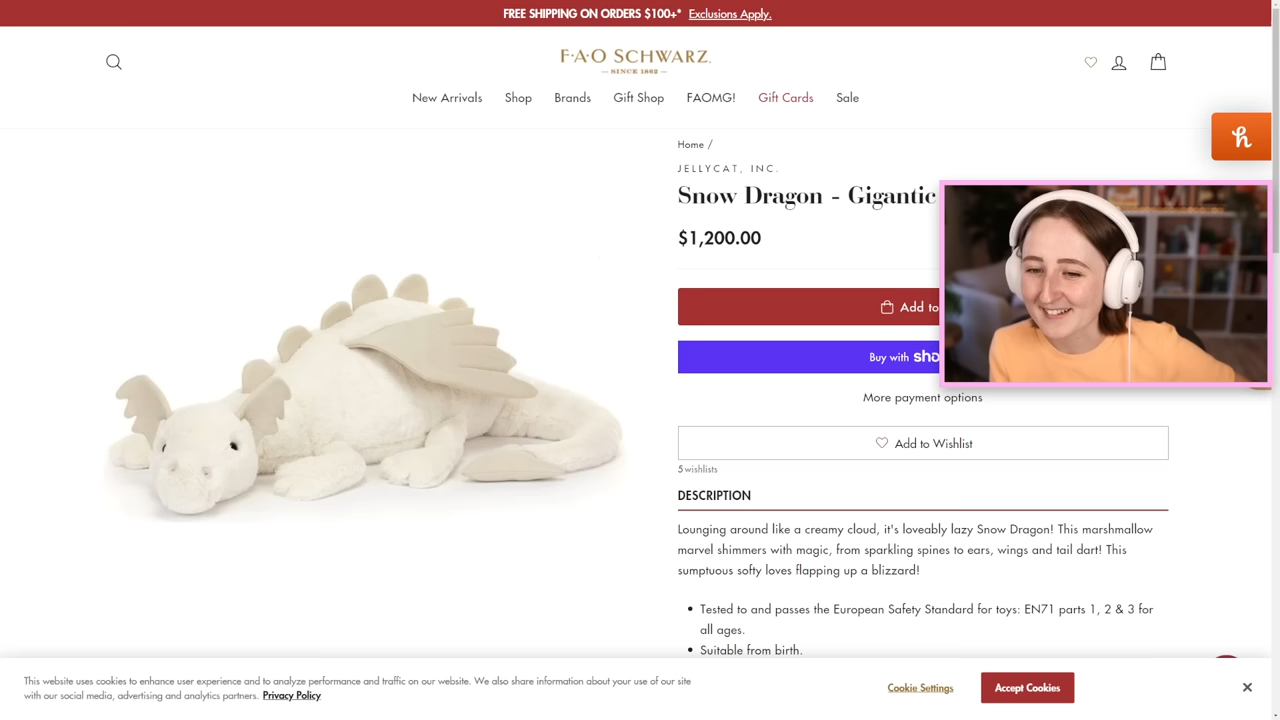 FREE SHIPPING ON ORDERS $100+* Exclusions Apply.
F·A·O SCHWARZ
SINCE 1862
New Arrivals Shop Brands Gift Shop FAOMG! Gift Cards Sale
Home /
JELLYCAT, INC.
Snow Dragon - Gigantic
$1,200.00
Add to
Buy with sho
More payment options
Add to Wishlist
5 wishlists
DESCRIPTION
Lounging around like a creamy cloud, it's loveably lazy Snow Dragon! This marshmallow
marvel shimmers with magic, from sparkling spines to ears, wings and tail dart! This
sumptuous softy loves flapping up a blizzard!
• Tested to and passes the European Safety Standard for toys: EN71 parts 1, 2 & 3 for
all ages.
• Suitable from birth.
This website uses cookies to enhance user experience and to analyze performance and traffic on our website. We also share information about your use of our site
with our social media, advertising and analytics partners. Privacy Policy
Cookie Settings
Accept Cookies